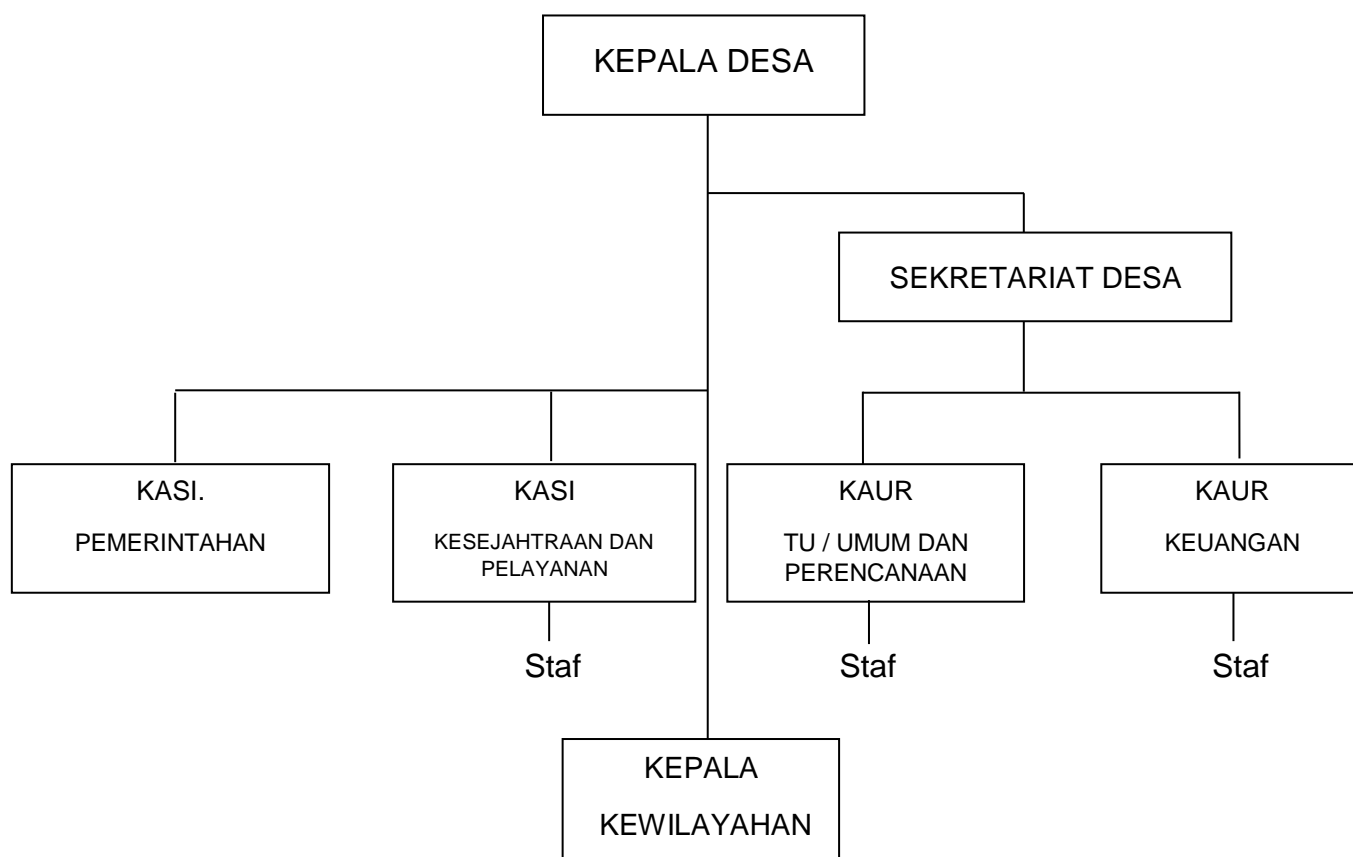 KEPALA DESA
SEKRETARIAT DESA
KASI.
PEMERINTAHAN
KASI
KESEJAHTRAAN DAN
PELAYANAN
KAUR
TU / UMUM DAN
PERENCANAAN
KAUR
KEUANGAN
Staf
Staf
Staf
KEPALA
KEWILAYAHAN